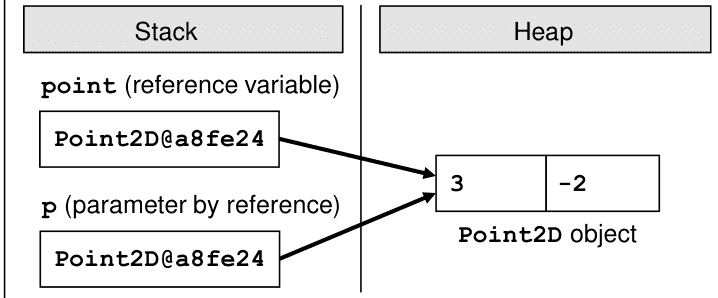 Stack
Heap
point (reference variable)
Point2D@a8fe24
3
-2
p (parameter by reference)
Point2D object
Point2D@a8fe24